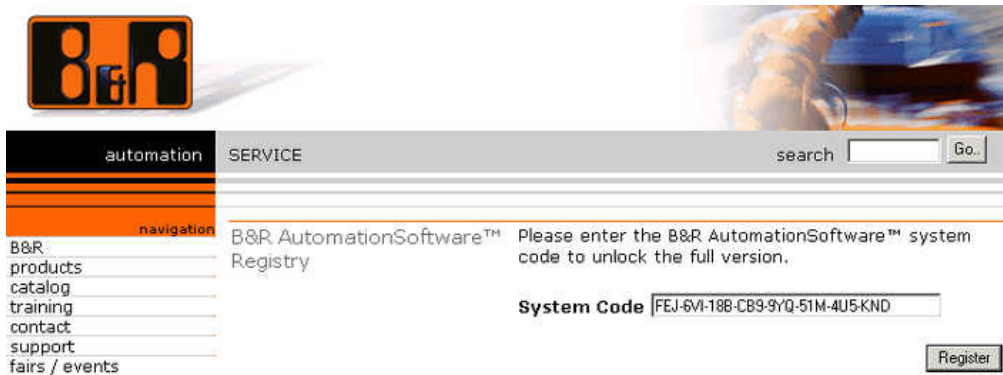 B&R
automation
SERVICE
search
Go..
navigation
B&R
products
catalog
training
contact
support
fairs / events
B&R AutomationSoftware™
Registry
Please enter the B&R AutomationSoftware™ system
code to unlock the full version.
System Code FEJ-6VI-18B-CB9-9YQ-51M-4U5-KND
Register